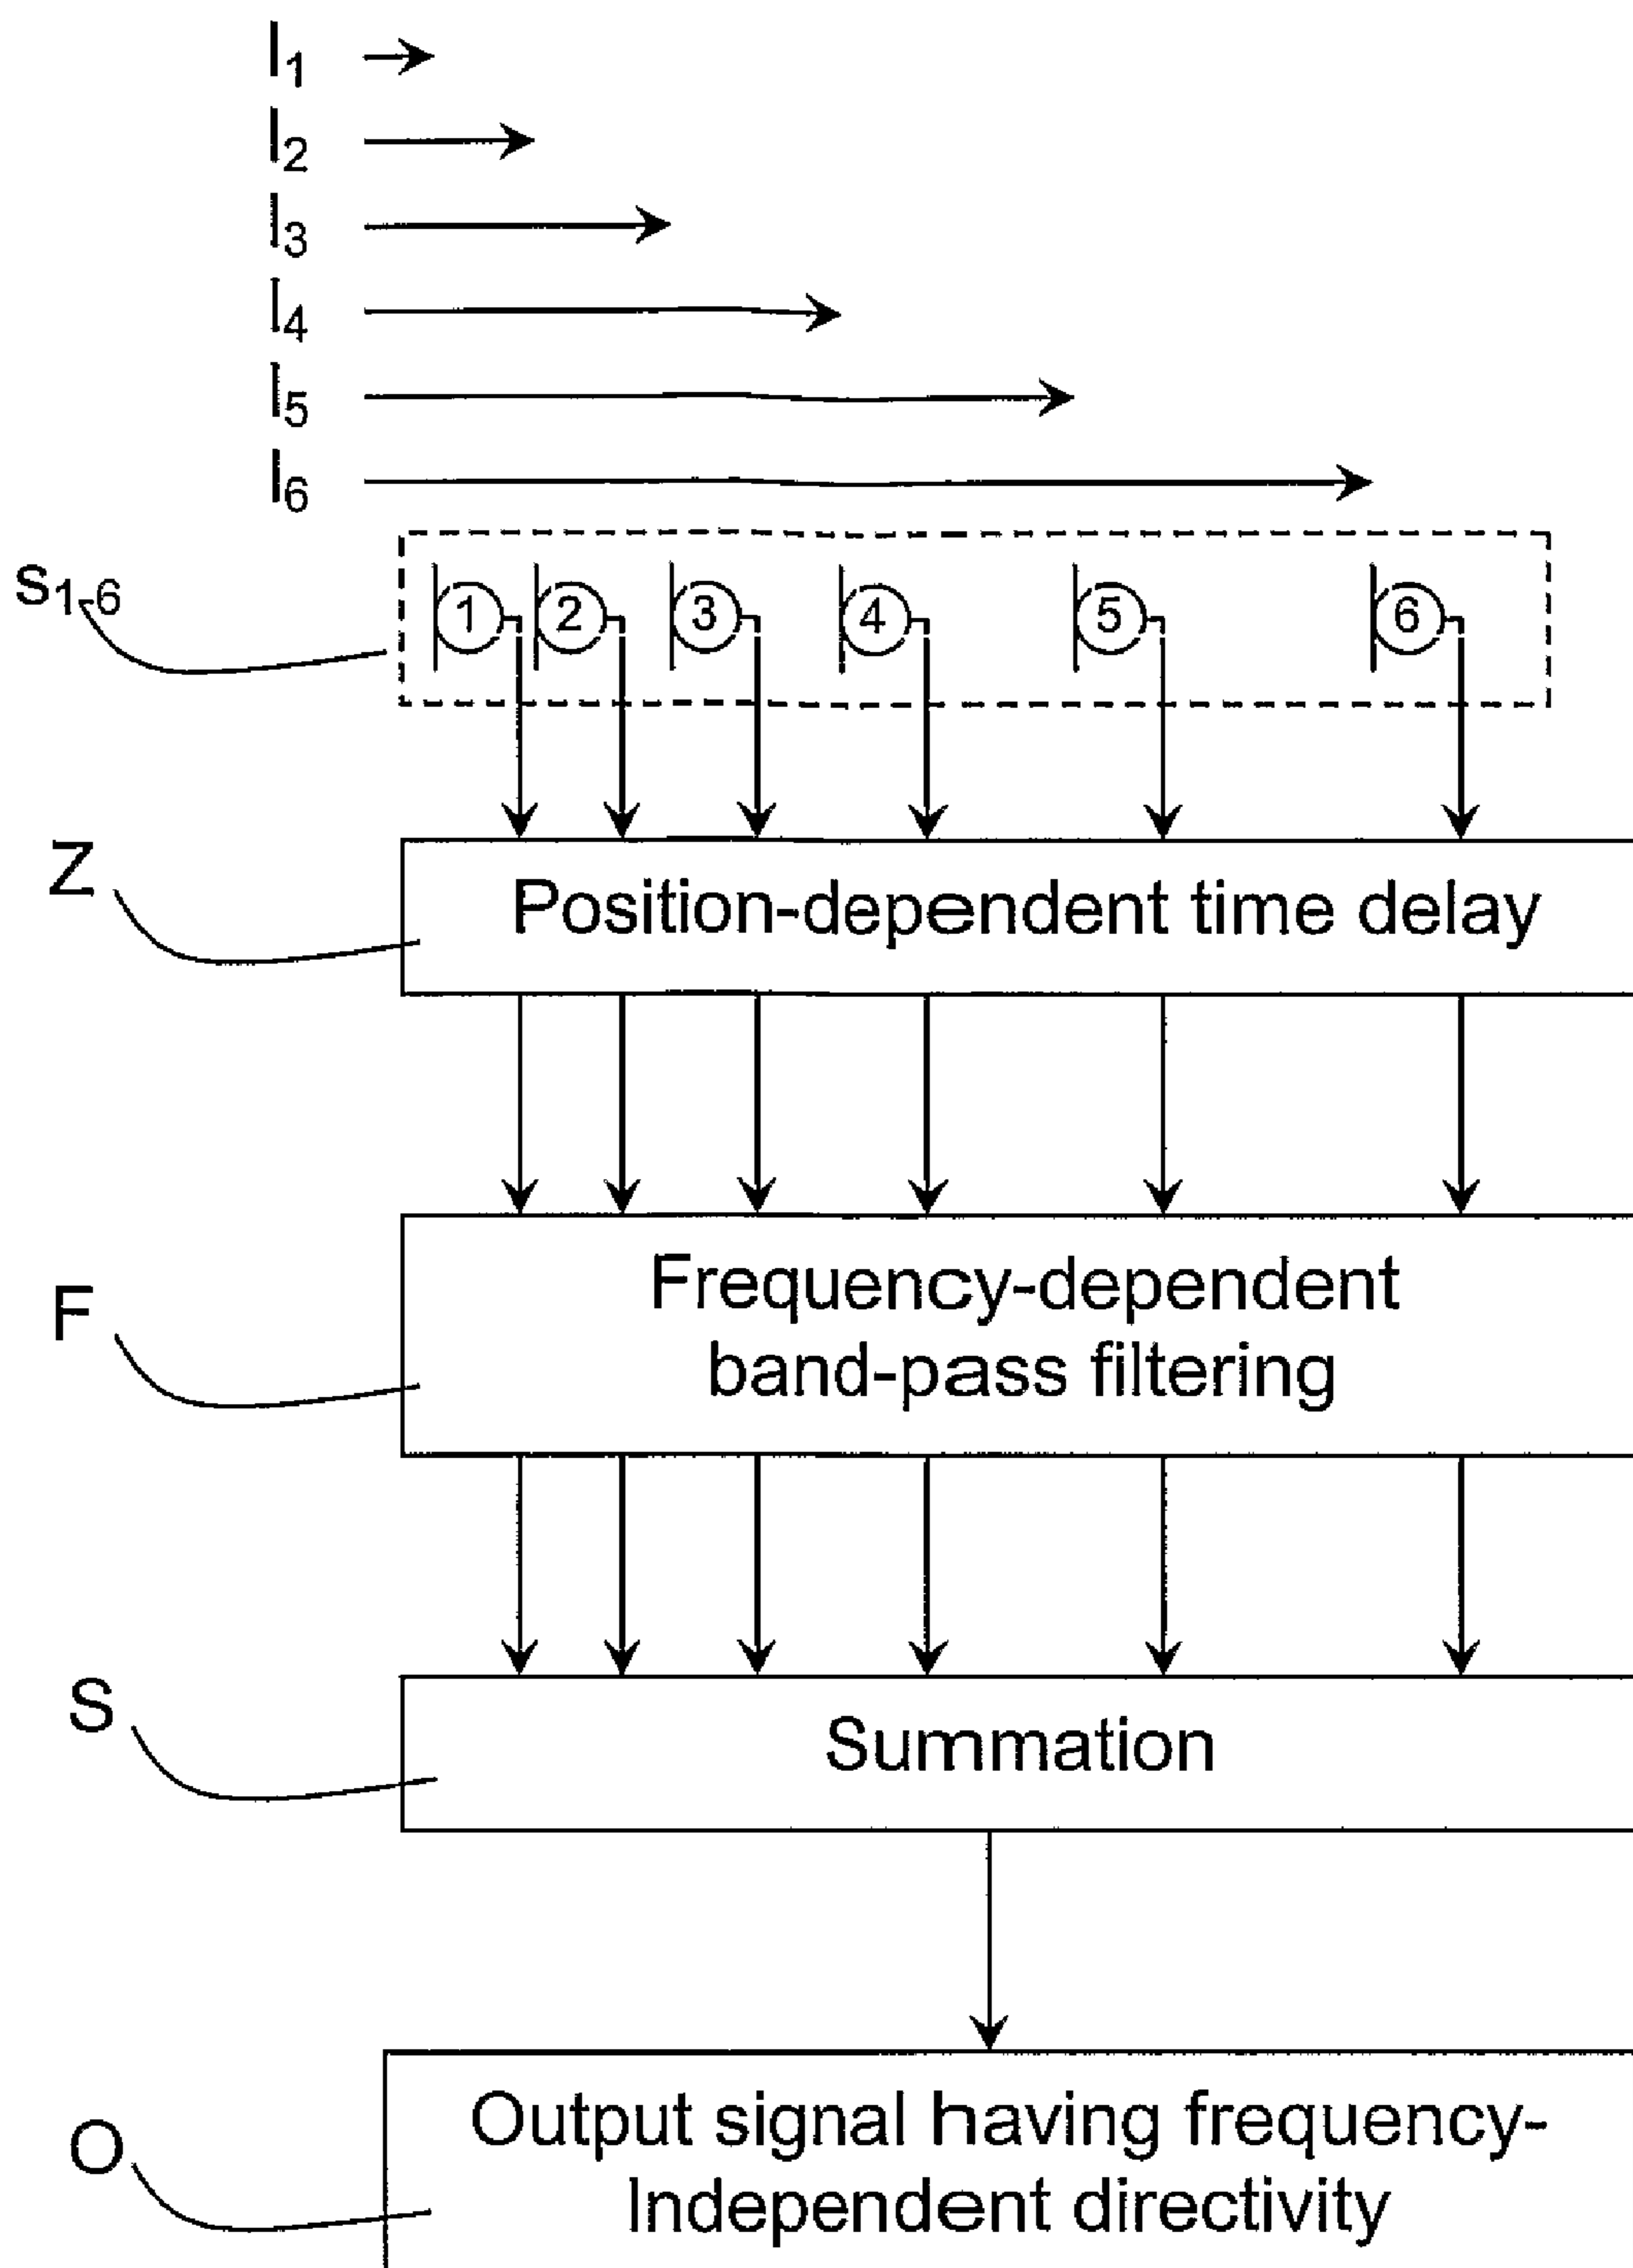 l1
l2
l3
l4
l5
l6
s1-6
1 2 3 4 5 6
Z
Position-dependent time delay
F
Frequency-dependent
band-pass filtering
S
Summation
O
Output signal having frequency-
Independent directivity